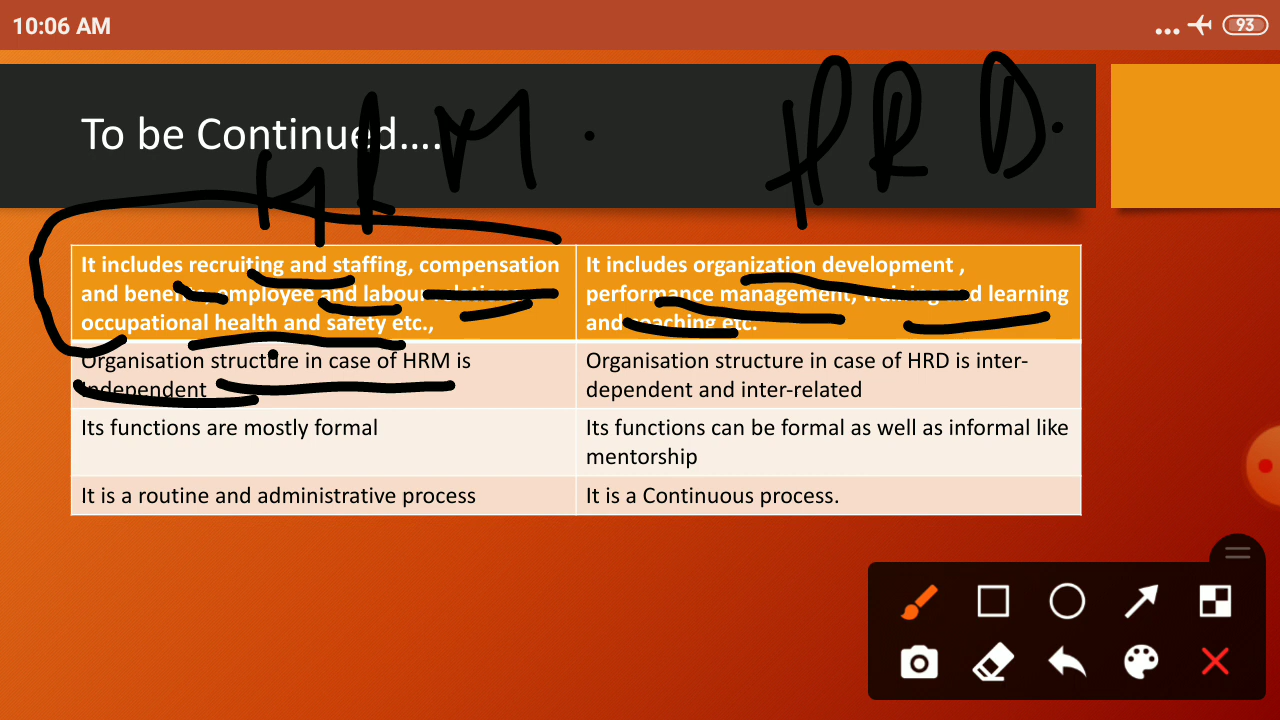 10:06 AM
93
To be Continued....
HRM.
HRD.
It includes recruiting and staffing, compensation
and benefits, employee and labour relations,
occupational health and safety etc.,
It includes organization development ,
performance management, training and learning
and coaching etc.
Organisation structure in case of HRM is
independent
Organisation structure in case of HRD is inter-
dependent and inter-related
Its functions are mostly formal
Its functions can be formal as well as informal like
mentorship
It is a routine and administrative process
It is a Continuous process.